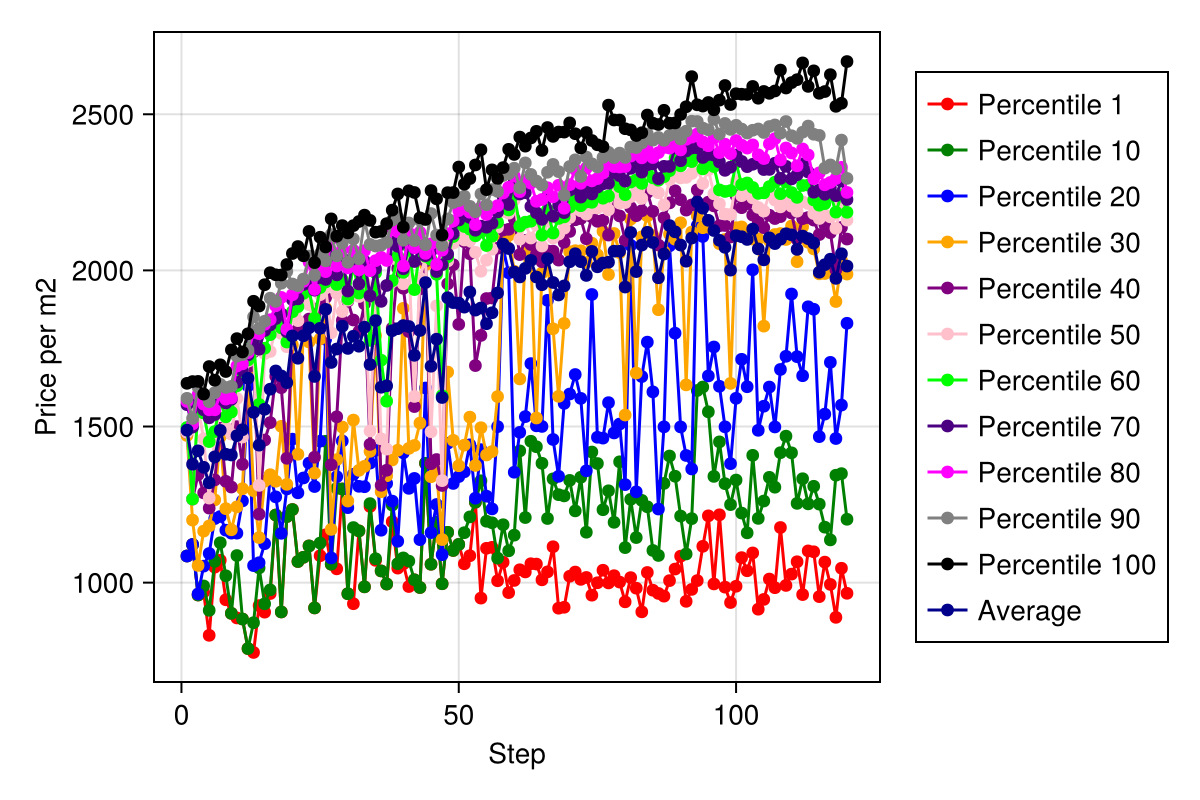 Price per m2
2500
2000
1500
1000
0
50
100
Step
Percentile 1
Percentile 10
Percentile 20
Percentile 30
Percentile 40
Percentile 50
Percentile 60
Percentile 70
Percentile 80
Percentile 90
Percentile 100
Average